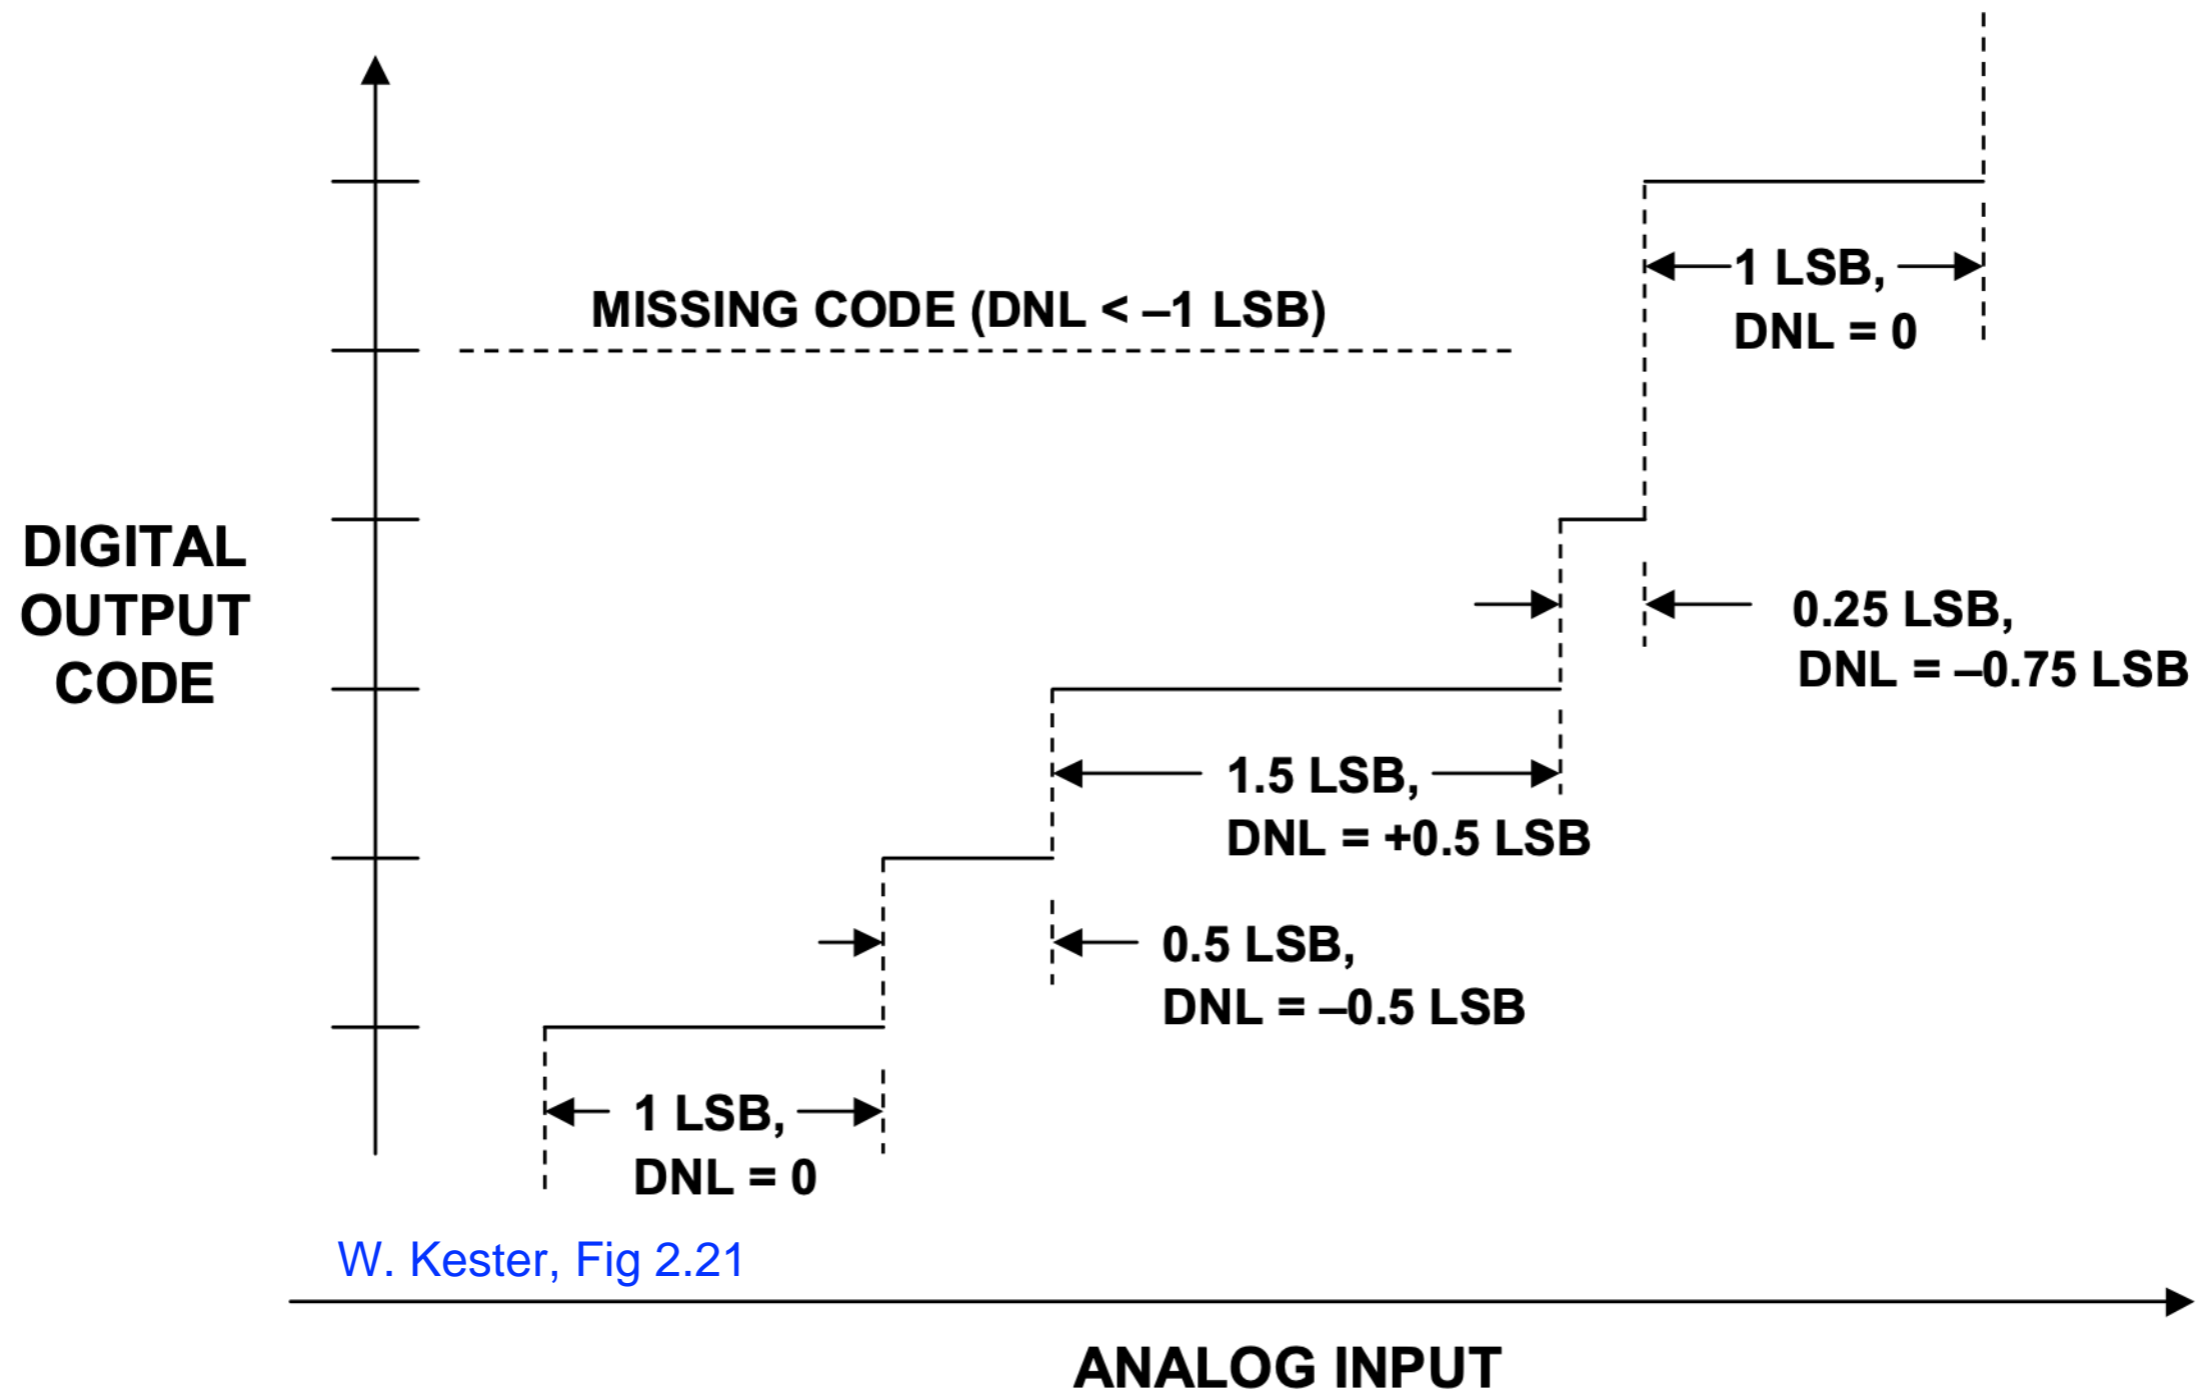 1 LSB,
DNL = 0
MISSING CODE (DNL < –1 LSB)
DIGITAL
OUTPUT
CODE
0.25 LSB,
DNL = –0.75 LSB
1.5 LSB,
DNL = +0.5 LSB
0.5 LSB,
DNL = –0.5 LSB
1 LSB,
DNL = 0
W. Kester, Fig 2.21
ANALOG INPUT